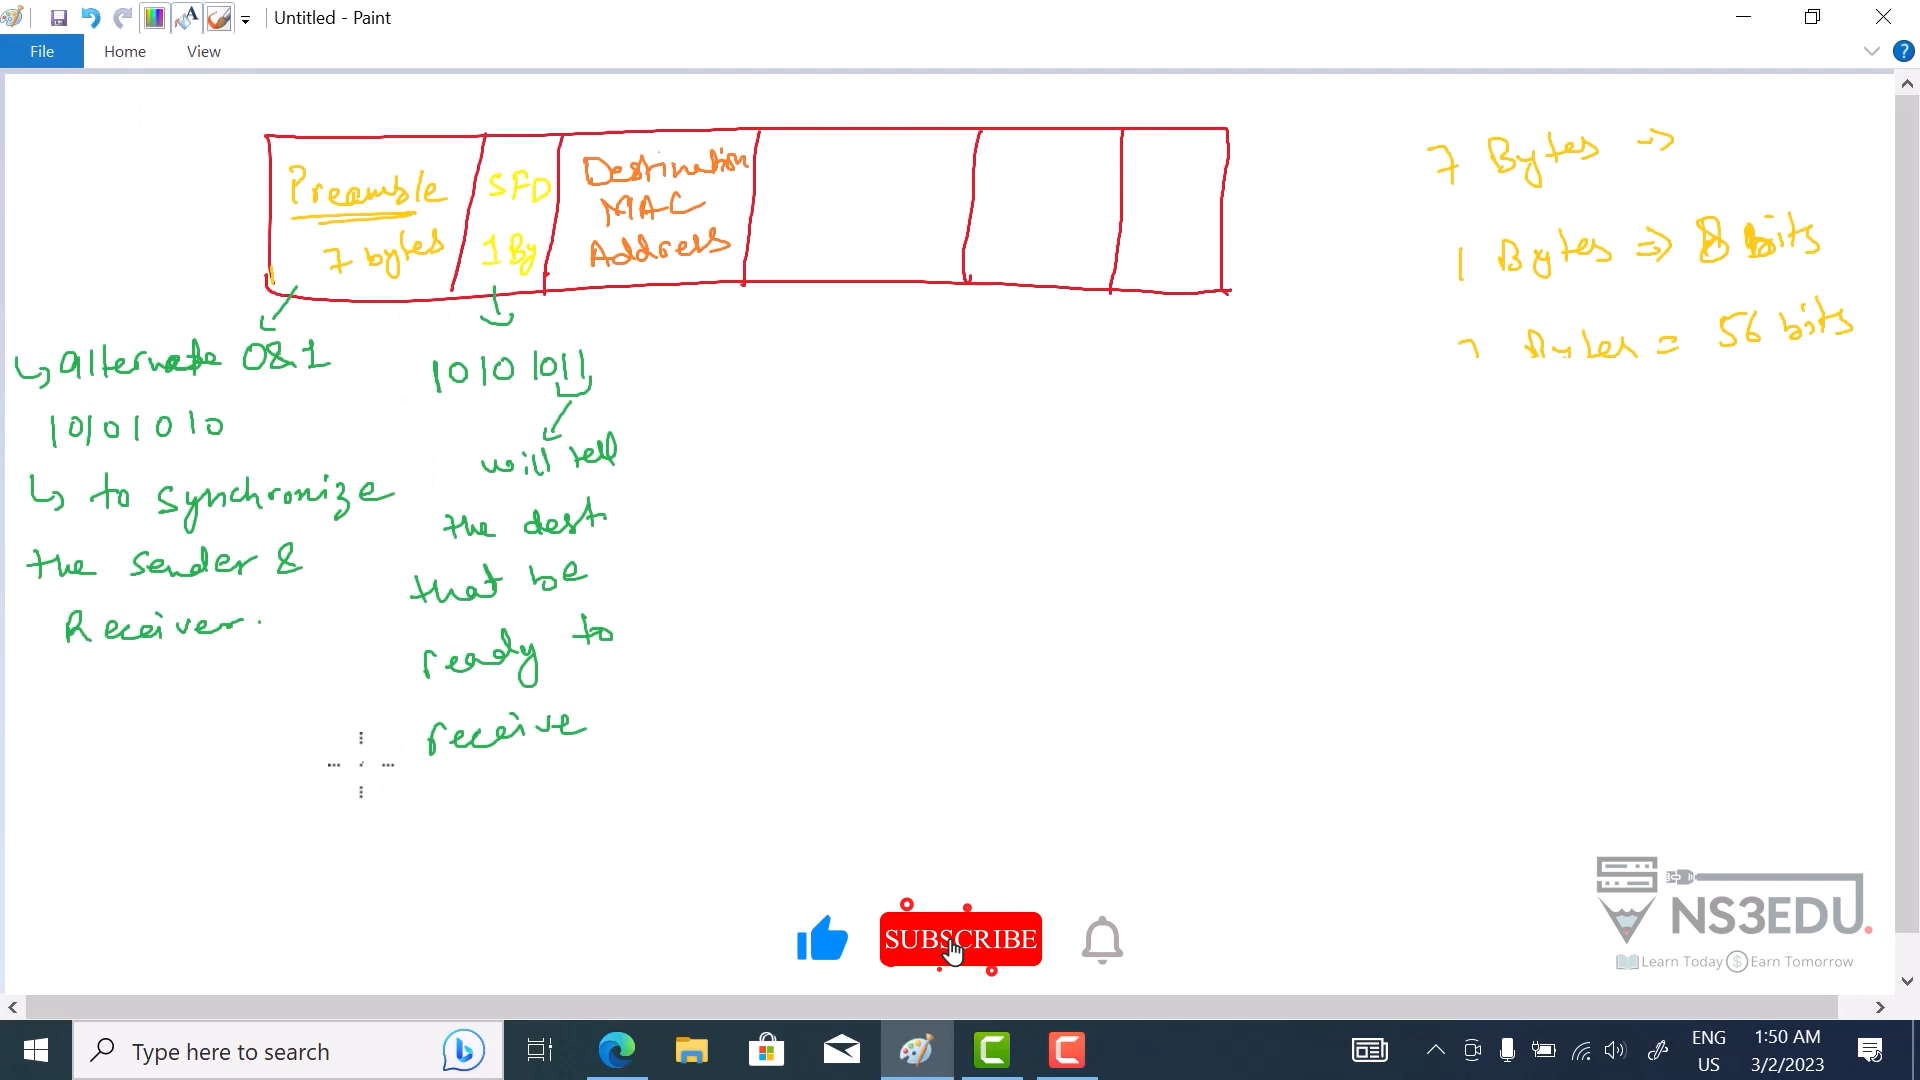 Untitled - Paint
File
Home
View
Preamble
7 bytes
SFD
1 By
Destination
MAC
Address
7 Bytes =>
1 Bytes => 8 bits
Bytes = 56 bits
↳ alternate 0&1
10101010
↳ to synchronize
the sender &
Receiver.
1010 1011
will tell
the dest.
that be
ready to
receive
SUBSCRIBE
NS3EDU.
Learn Today $ Earn Tomorrow
Type here to search
ENG
US
1:50 AM
3/2/2023